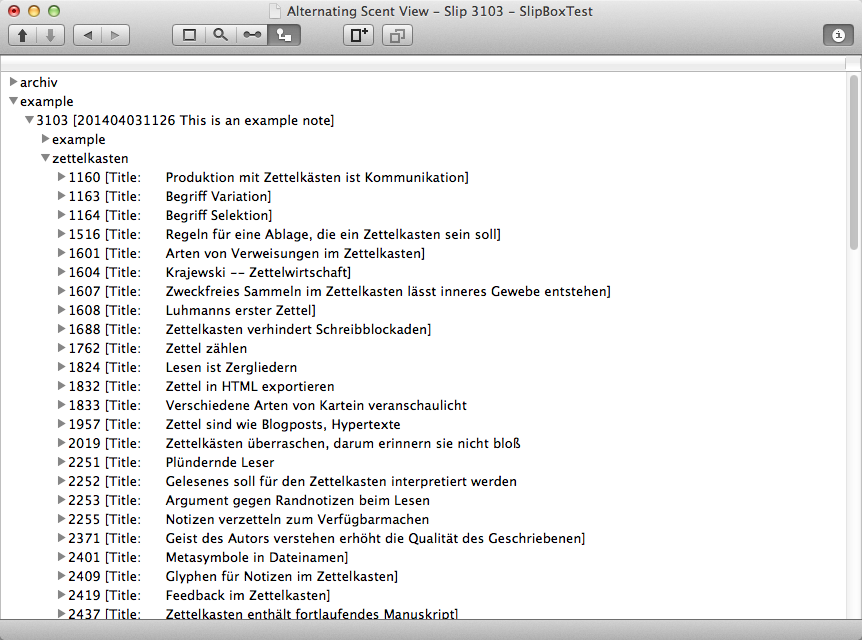 Alternating Scent View – Slip 3103 – SlipBoxTest
archiv
example
3103 [201404031126 This is an example note]
example
zettelkasten
1160 [Title: Produktion mit Zettelkästen ist Kommunikation]
1163 [Title: Begriff Variation]
1164 [Title: Begriff Selektion]
1516 [Title: Regeln für eine Ablage, die ein Zettelkasten sein soll]
1601 [Title: Arten von Verweisungen im Zettelkasten]
1604 [Title: Krajewski -- Zettelwirtschaft]
1607 [Title: Zweckfreies Sammeln im Zettelkasten lässt inneres Gewebe entstehen]
1608 [Title: Luhmanns erster Zettel]
1688 [Title: Zettelkasten verhindert Schreibblockaden]
1762 [Title: Zettel zählen
1824 [Title: Lesen ist Zergliedern
1832 [Title: Zettel in HTML exportieren
1833 [Title: Verschiedene Arten von Kartein veranschaulicht
1957 [Title: Zettel sind wie Blogposts, Hypertexte
2019 [Title: Zettelkästen überraschen, darum erinnern sie nicht bloß
2251 [Title: Plündernde Leser
2252 [Title: Gelesenes soll für den Zettelkasten interpretiert werden
2253 [Title: Argument gegen Randnotizen beim Lesen
2255 [Title: Notizen verzetteln zum Verfügbarmachen
2371 [Title: Geist des Autors verstehen erhöht die Qualität des Geschriebenen]
2401 [Title: Metasymbole in Dateinamen]
2409 [Title: Glyphen für Notizen im Zettelkasten]
2419 [Title: Feedback im Zettelkasten]
2437 [Title: Zettelkasten enthält fortlaufendes Manuskript]